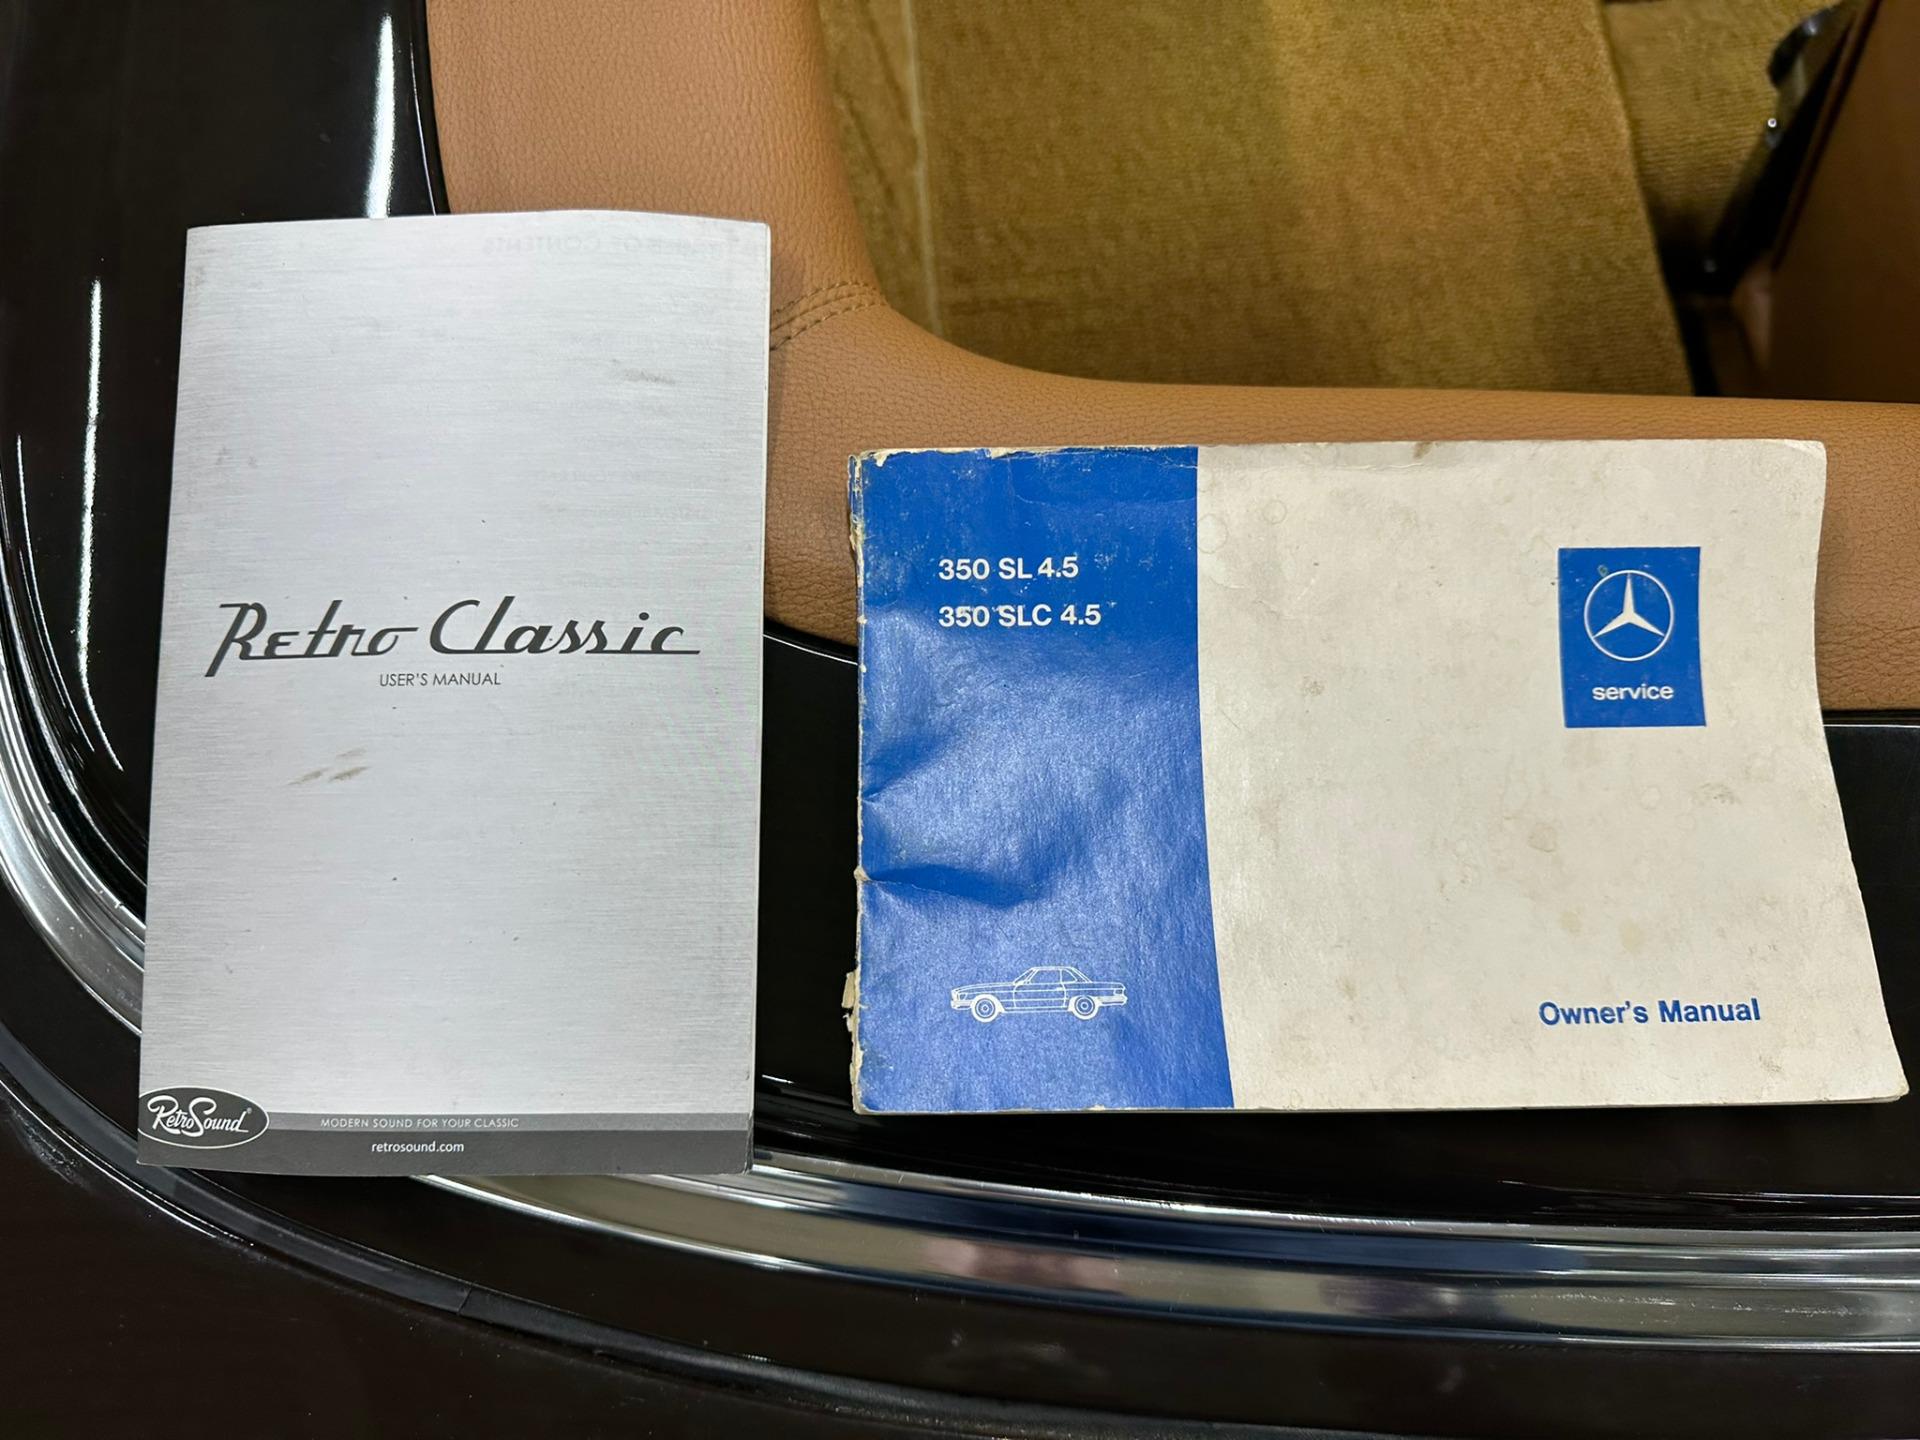 Retro Classic
USER'S MANUAL
RetroSound®
MODERN SOUND FOR YOUR CLASSIC
retrosound.com
350 SL 4.5
350 SLC 4.5
service
Owner's Manual